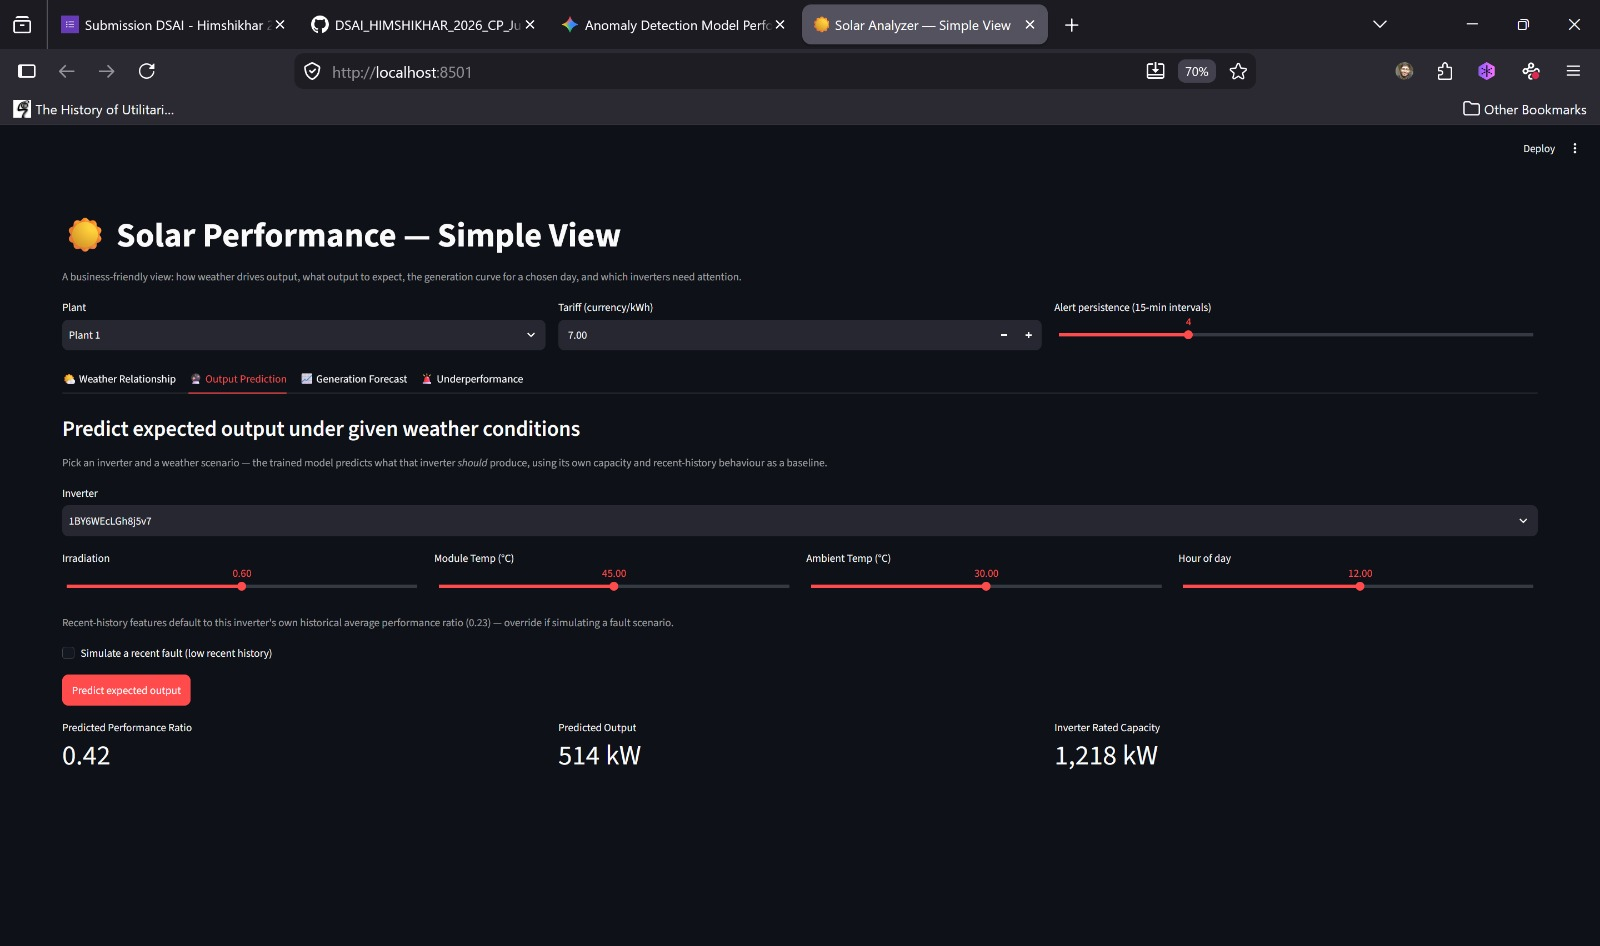 Submission DSAI - Himshikhar 2
DSAI_HIMSHIKHAR_2026_CP_Ju
Anomaly Detection Model Perfo
Solar Analyzer — Simple View
http://localhost:8501
70%
The History of Utilitari...
Other Bookmarks
Deploy
Solar Performance — Simple View
A business-friendly view: how weather drives output, what output to expect, the generation curve for a chosen day, and which inverters need attention.
Plant
Tariff (currency/kWh)
Alert persistence (15-min intervals)
4
Plant 1
7.00
Weather Relationship
Output Prediction
Generation Forecast
Underperformance
Predict expected output under given weather conditions
Pick an inverter and a weather scenario — the trained model predicts what that inverter should produce, using its own capacity and recent-history behaviour as a baseline.
Inverter
1BY6WEcLGh8j5v7
Irradiation
Module Temp (°C)
Ambient Temp (°C)
Hour of day
0.60
45.00
30.00
12.00
Recent-history features default to this inverter's own historical average performance ratio (0.23) — override if simulating a fault scenario.
Simulate a recent fault (low recent history)
Predict expected output
Predicted Performance Ratio
Predicted Output
Inverter Rated Capacity
0.42
514 kW
1,218 kW